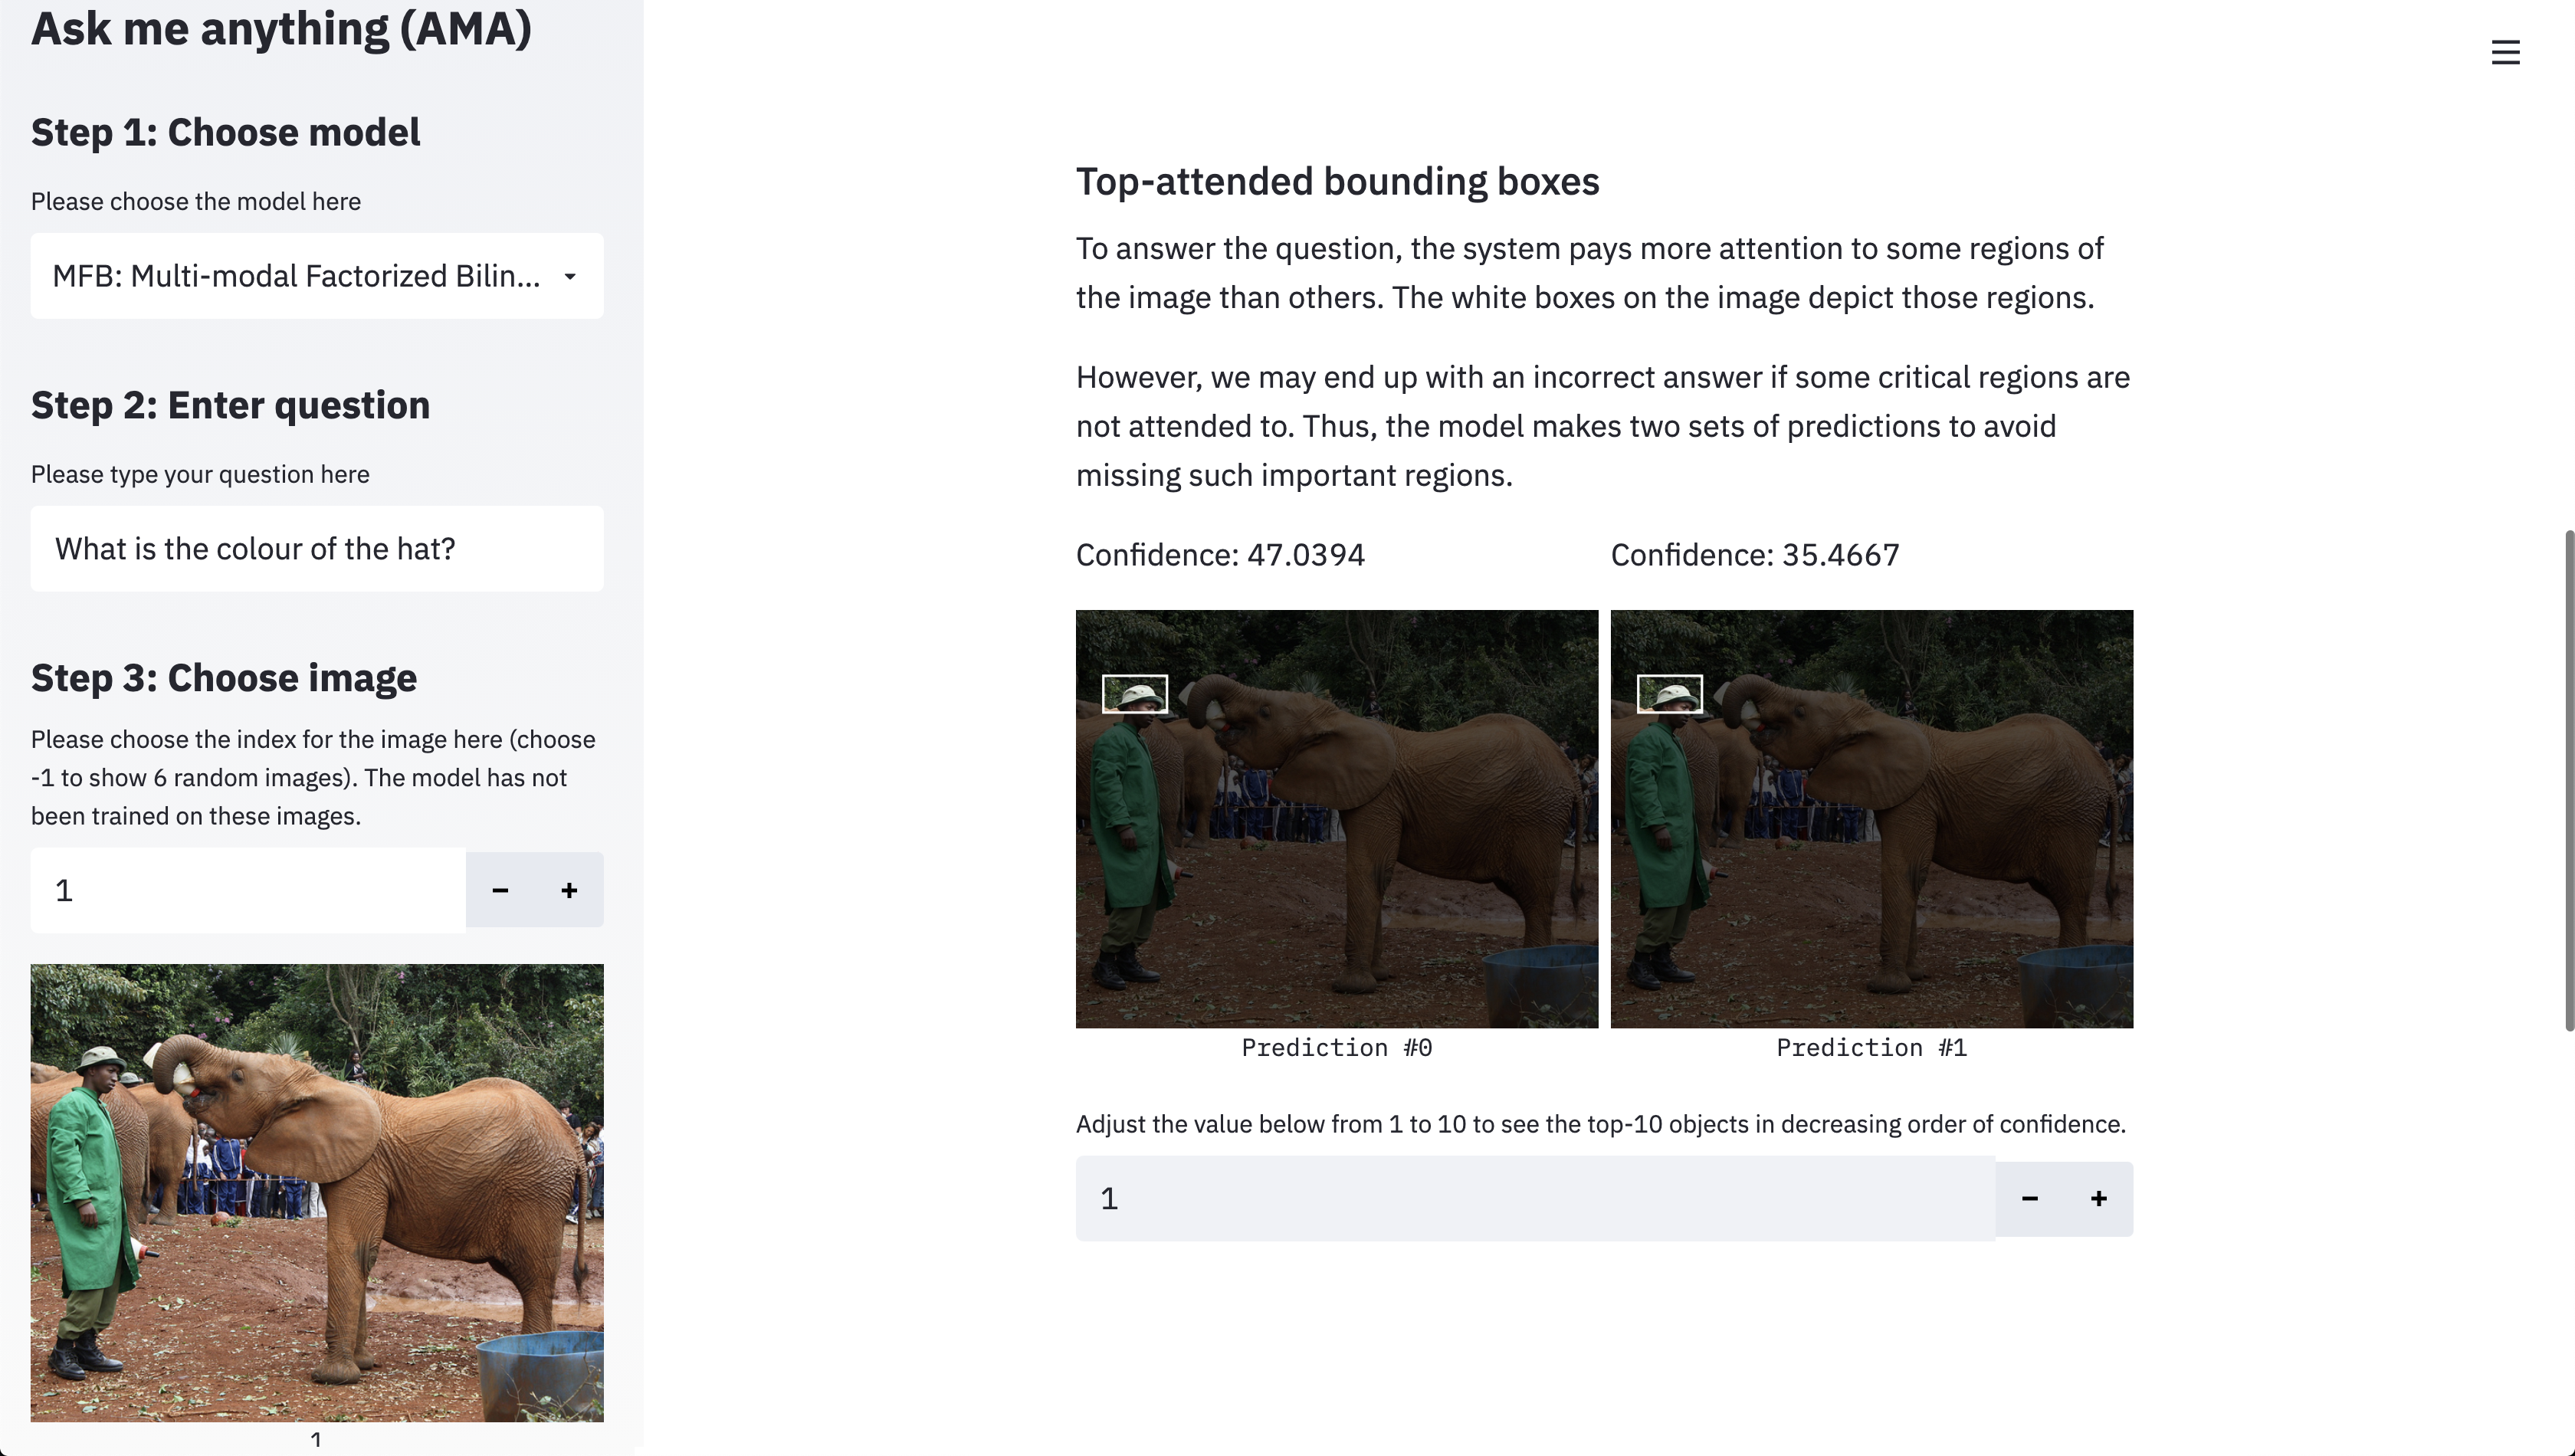 Ask me anything (AMA)
Step 1: Choose model
Please choose the model here
MFB: Multi-modal Factorized Bilin...
Step 2: Enter question
Please type your question here
What is the colour of the hat?
Step 3: Choose image
Please choose the index for the image here (choose
-1 to show 6 random images). The model has not
been trained on these images.
1
− +
1
Top-attended bounding boxes
To answer the question, the system pays more attention to some regions of
the image than others. The white boxes on the image depict those regions.
However, we may end up with an incorrect answer if some critical regions are
not attended to. Thus, the model makes two sets of predictions to avoid
missing such important regions.
Confidence: 47.0394
Confidence: 35.4667
Prediction #0
Prediction #1
Adjust the value below from 1 to 10 to see the top-10 objects in decreasing order of confidence.
1
− +